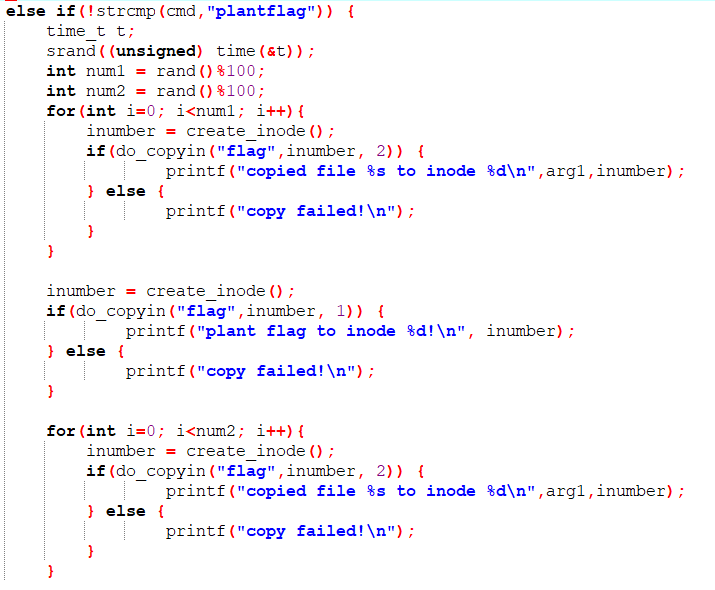 else if(!strcmp(cmd,"plantflag")) {
    time_t t;
    srand((unsigned) time(&t));
    int num1 = rand()%100;
    int num2 = rand()%100;
    for(int i=0; i<num1; i++){
        inumber = create_inode();
        if(do_copyin("flag",inumber, 2)) {
                printf("copied file %s to inode %d\n",arg1,inumber);
        } else {
                printf("copy failed!\n");
        }
    }

    inumber = create_inode();
    if(do_copyin("flag",inumber, 1)) {
            printf("plant flag to inode %d!\n", inumber);
    } else {
            printf("copy failed!\n");
    }

    for(int i=0; i<num2; i++){
        inumber = create_inode();
        if(do_copyin("flag",inumber, 2)) {
                printf("copied file %s to inode %d\n",arg1,inumber);
        } else {
                printf("copy failed!\n");
        }
    }